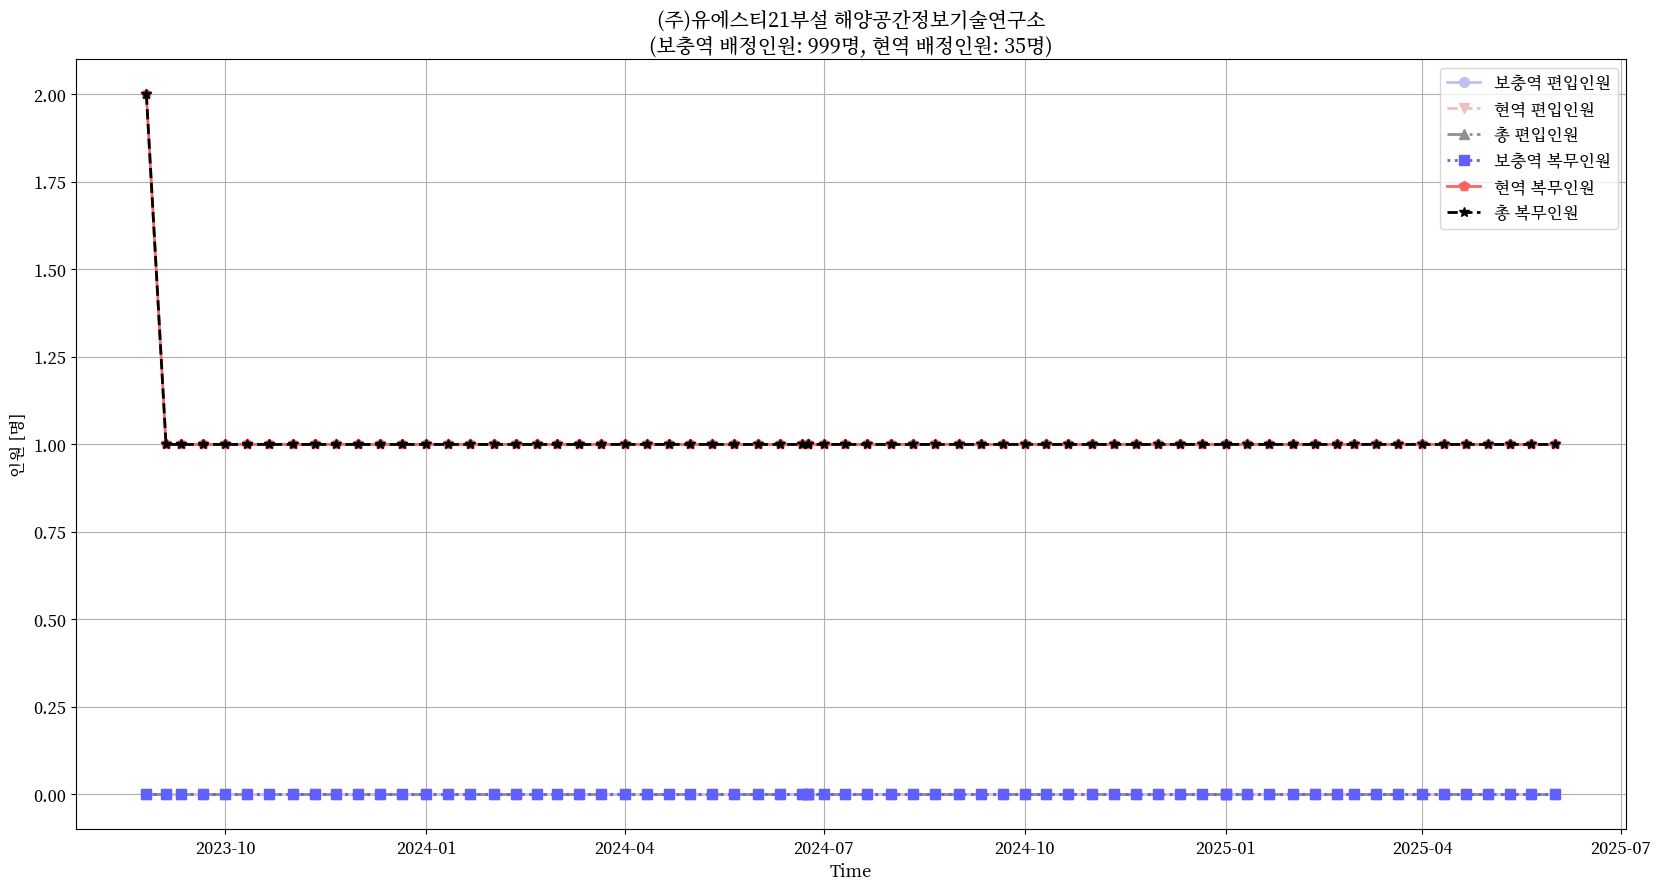 (주)유에스티21부설 해양공간정보기술연구소
(보충역 배정인원: 999명, 현역 배정인원: 35명)
보충역 편입인원
현역 편입인원
총 편입인원
보충역 복무인원
현역 복무인원
총 복무인원
인원 [명]
2.00
1.75
1.50
1.25
1.00
0.75
0.50
0.25
0.00
2023-10
2024-01
2024-04
2024-07
2024-10
2025-01
2025-04
2025-07
Time